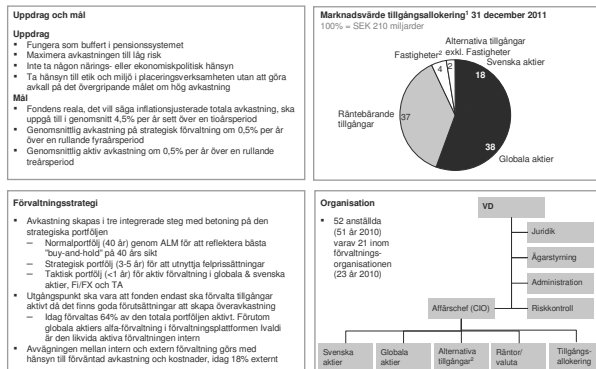 Uppdrag och mål
Uppdrag
▪ Fungera som buffert i pensionssystemet
▪ Maximera avkastningen till låg risk
▪ Inte ta någon närings- eller ekonomipolitisk hänsyn
▪ Ta hänsyn till etik och miljö i placeringsverksamheten utan att göra
avkall på det övergripande målet om hög avkastning
Mål
▪ Fondens reala, det vill säga inflationsjusterade totala avkastning, ska
uppgå till i genomsnitt 4,5% per år sett över en tioårsperiod
▪ Genomsnittlig avkastning på strategisk förvaltning om 0,5% per år
över en rullande fyraårsperiod
▪ Genomsnittlig aktiv avkastning om 0,5% per år över en rullande
treårsperiod
Marknadsvärde tillgångsallokering¹ 31 december 2011
100% = SEK 210 miljarder
Alternativa tillgångar
exkl. Fastigheter
Fastigheter²
Svenska
aktier
4
2
18
Räntebärande
tillgångar
37
38
Globala aktier
Förvaltningsstrategi
▪ Avkastning skapas i tre integrerade steg med betoning på den
strategiska portföljen
– Normalportfölj (40 år) genom ALM för att reflektera bästa
"buy-and-hold" på 40 års sikt
– Strategisk portfölj (3-5 år) för att utnyttja felprissättningar
– Taktisk portfölj (<1 år) för aktiv förvaltning i globala & svenska
aktier, Fi/FX och TA
▪ Utgångspunkt ska vara att fonden endast ska förvalta tillgångar
aktivt då det finns goda förutsättningar att skapa överavkastning
– Idag förvaltas 64% av den totala portföljen aktivt. Förutom
globala aktiers alfa-förvaltning i förvaltningsplattformen Ivaldi
är den likvida aktiva förvaltningen intern
▪ Avvägningen mellan intern och extern förvaltning görs med
hänsyn till förväntad avkastning och kostnader, idag 18% externt
Organisation
▪ 52 anställda
(51 år 2010)
varav 21 inom
förvaltnings-
organisationen
(23 år 2010)
VD
Juridik
Ägarstyrning
Administration
Affärschef (CIO)
Riskkontroll
Svenska
aktier
Globala
aktier
Alternativa
tillgångar²
Räntor/
valuta
Tillgångs-
allokering